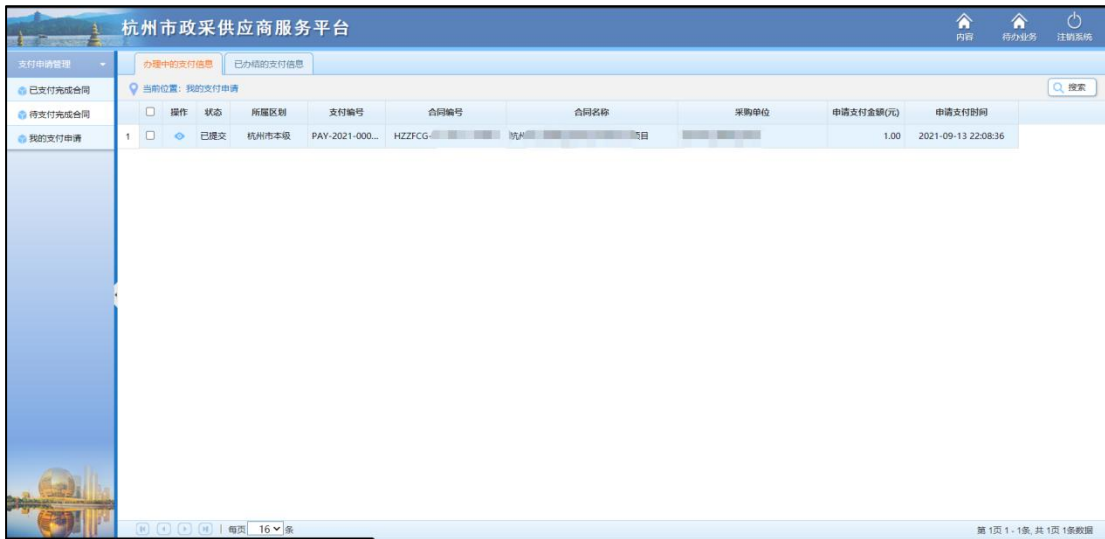 杭州市政采供应商服务平台
内容 待办业务 注销系统
支付申请管理
办理中的支付信息 已办结的支付信息
已支付完成合同
当前位置：我的支付申请
搜索
待支付完成合同
操作 状态 所属区划 支付编号 合同编号 合同名称 采购单位 申请支付金额(元) 申请支付时间
我的支付申请
1 已提交 杭州市本级 PAY-2021-000... HZZFCG- 杭州 项目 1.00 2021-09-13 22:08:36
每页 16 条
第 1页 1 - 1条, 共 1页 1条数据